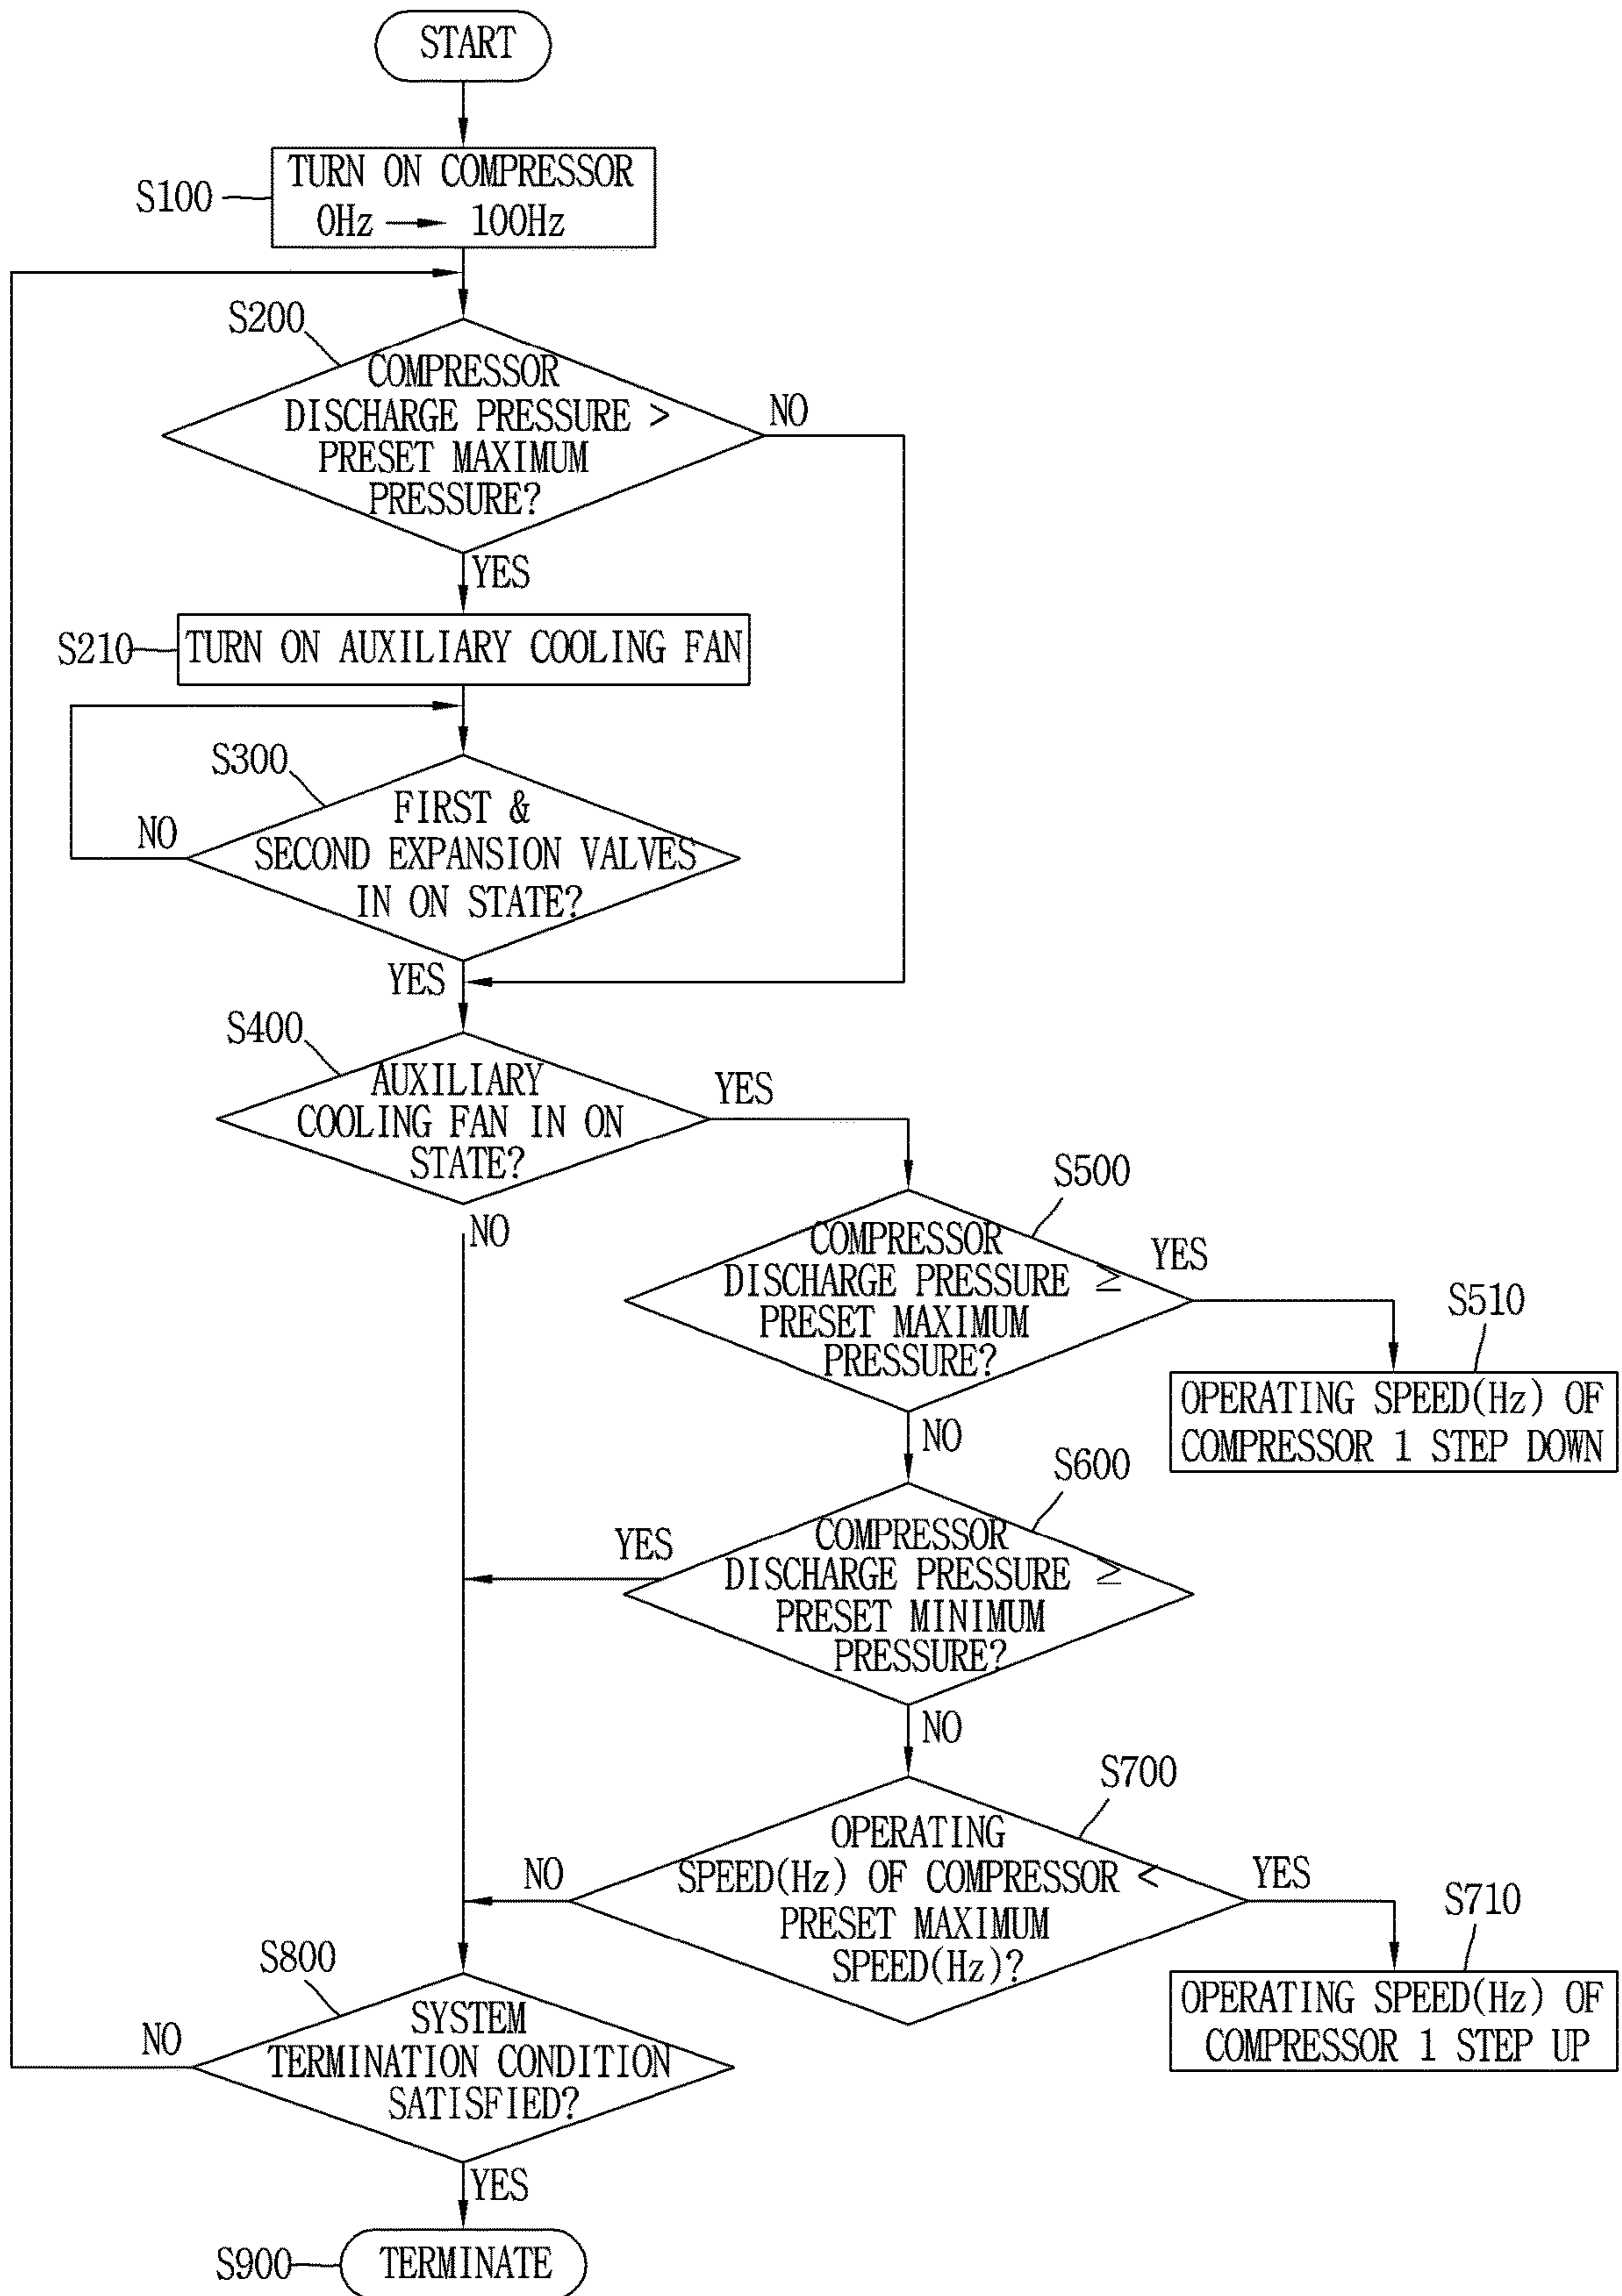 START
S100
TURN ON COMPRESSOR
0Hz → 100Hz
S200
COMPRESSOR
DISCHARGE PRESSURE >
PRESET MAXIMUM
PRESSURE?
NO
YES
S210
TURN ON AUXILIARY COOLING FAN
S300
FIRST &
SECOND EXPANSION VALVES
IN ON STATE?
NO
YES
S400
AUXILIARY
COOLING FAN IN ON
STATE?
YES
NO
S500
COMPRESSOR
DISCHARGE PRESSURE ≥
PRESET MAXIMUM
PRESSURE?
YES
NO
S510
OPERATING SPEED(Hz) OF
COMPRESSOR 1 STEP DOWN
S600
COMPRESSOR
DISCHARGE PRESSURE ≥
PRESET MINIMUM
PRESSURE?
YES
NO
S700
OPERATING
SPEED(Hz) OF COMPRESSOR <
PRESET MAXIMUM
SPEED(Hz)?
NO
YES
S710
OPERATING SPEED(Hz) OF
COMPRESSOR 1 STEP UP
S800
SYSTEM
TERMINATION CONDITION
SATISFIED?
NO
YES
S900
TERMINATE